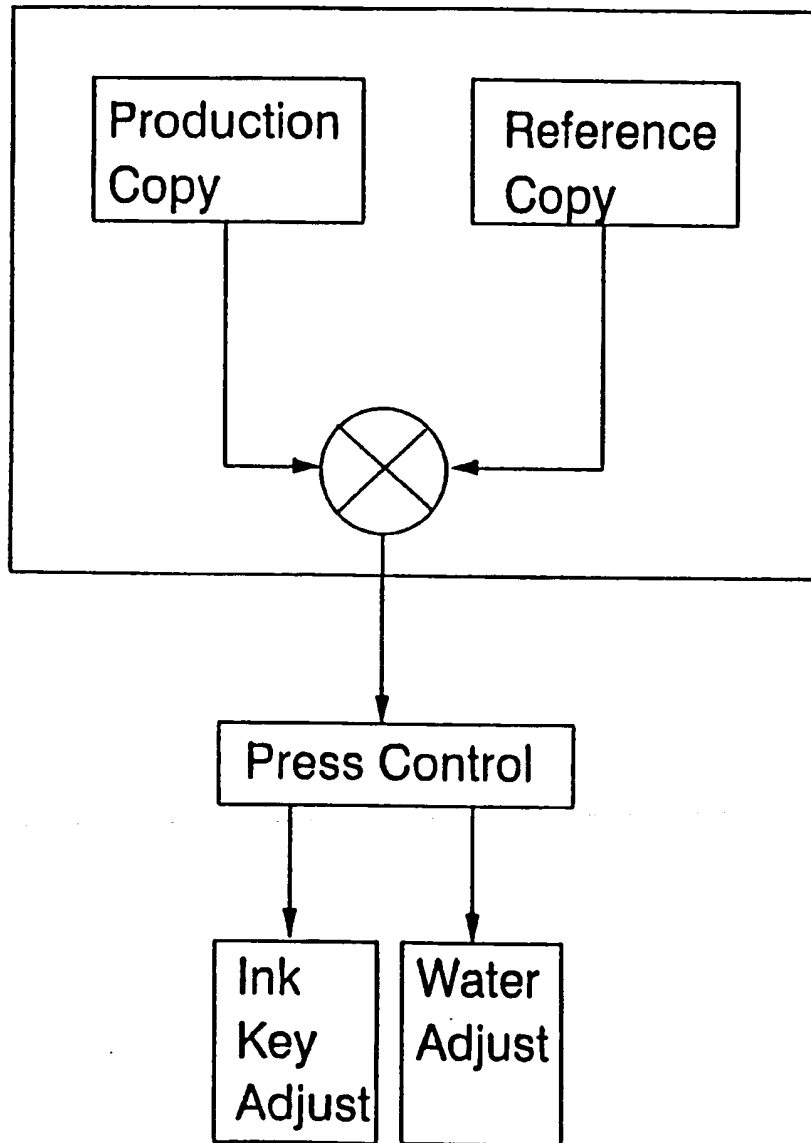 Production
Copy
Reference
Copy
Press Control
Ink
Key
Adjust
Water
Adjust